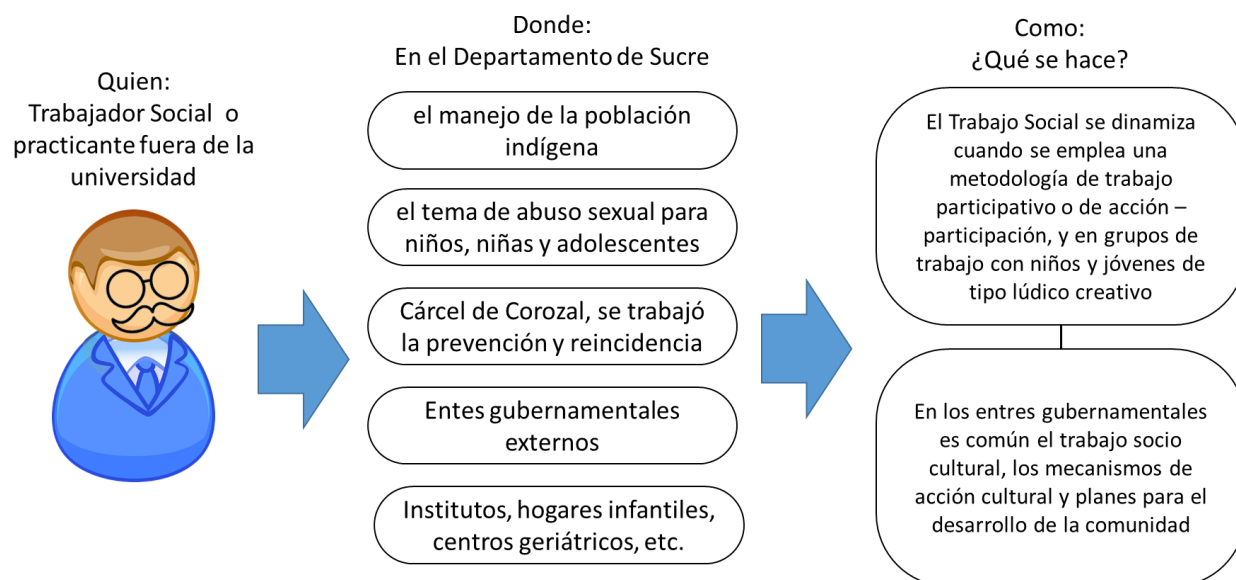 Quien:
Trabajador Social o
practicante fuera de la
universidad
Donde:
En el Departamento de Sucre
el manejo de la población
indígena
el tema de abuso sexual para
niños, niñas y adolescentes
Cárcel de Corozal, se trabajó
la prevención y reincidencia
Entes gubernamentales
externos
Institutos, hogares infantiles,
centros geriátricos, etc.
Como:
¿Qué se hace?
El Trabajo Social se dinamiza
cuando se emplea una
metodología de trabajo
participativo o de acción –
participación, y en grupos de
trabajo con niños y jóvenes de
tipo lúdico creativo
En los entres gubernamentales
es común el trabajo socio
cultural, los mecanismos de
acción cultural y planes para el
desarrollo de la comunidad